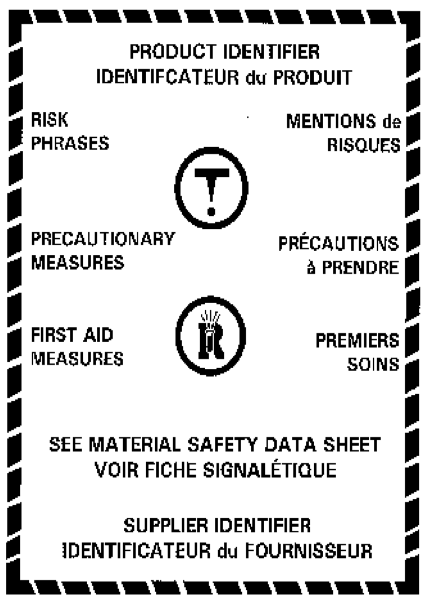 PRODUCT IDENTIFIER
IDENTIFÇATEUR du PRODUIT
RISK
PHRASES
MENTIONS de
RISQUES
PRECAUTIONARY
MEASURES
PRÉCAUTIONS
à PRENDRE
FIRST AID
MEASURES
PREMIERS
SOINS
SEE MATERIAL SAFETY DATA SHEET
VOIR FICHE SIGNALÉTIQUE
SUPPLIER IDENTIFIER
IDENTIFICATEUR du FOURNISSEUR